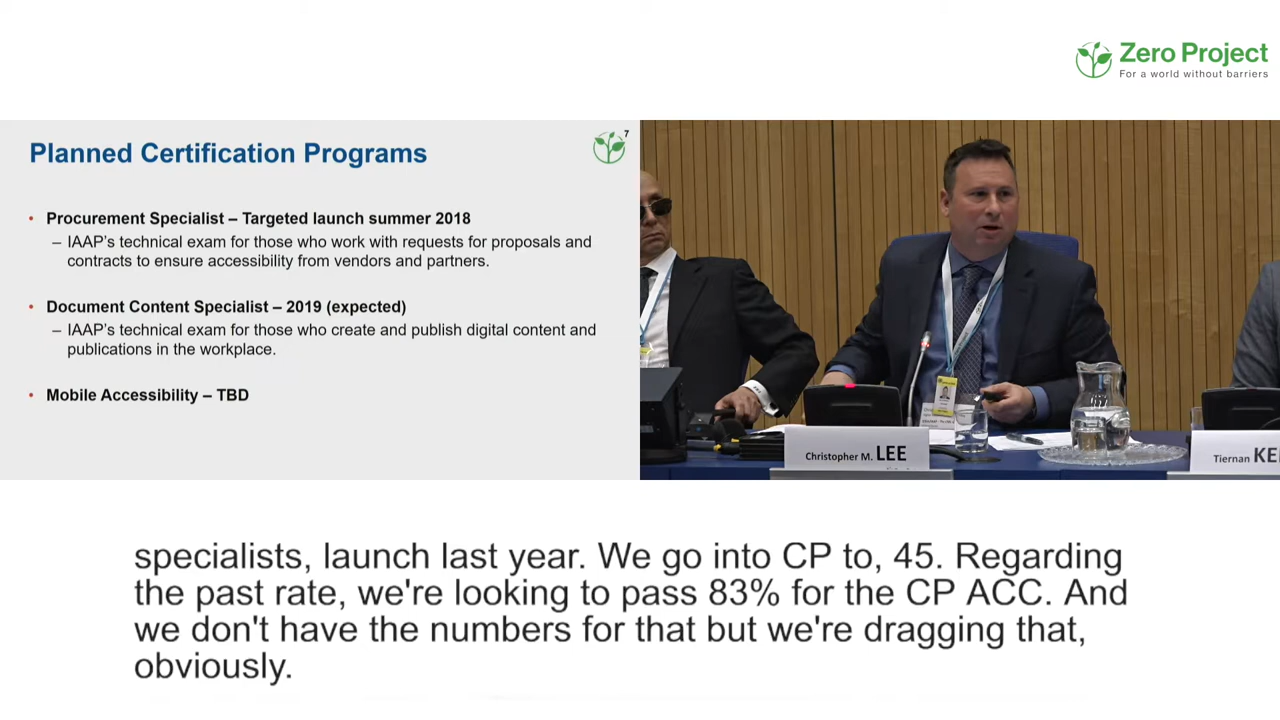 Zero Project
For a world without barriers
7
Planned Certification Programs
• Procurement Specialist – Targeted launch summer 2018
– IAAP's technical exam for those who work with requests for proposals and
contracts to ensure accessibility from vendors and partners.
• Document Content Specialist – 2019 (expected)
– IAAP's technical exam for those who create and publish digital content and
publications in the workplace.
• Mobile Accessibility – TBD
Christopher M. LEE
Tiernan
specialists, launch last year. We go into CP to, 45. Regarding
the past rate, we're looking to pass 83% for the CP ACC. And
we don't have the numbers for that but we're dragging that,
obviously.